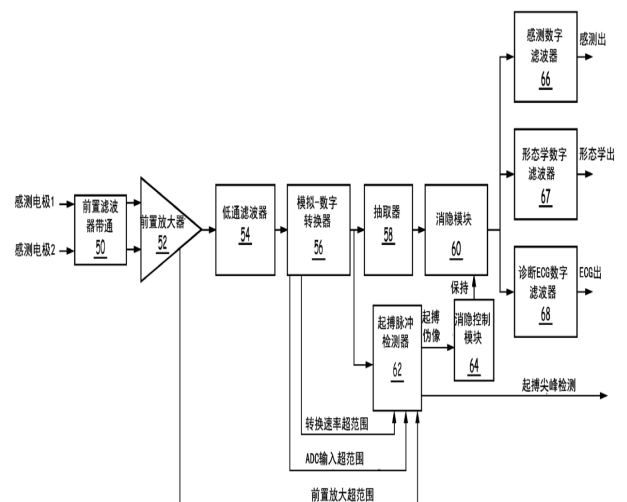 感测数字
滤波器
66
感测出
形态学数字
滤波器
67
形态学出
诊断ECG数字
滤波器
68
ECG出
感测电极1
感测电极2
前置滤波
器带通
50
前置放大器
52
低通滤波器
54
模拟-数字
转换器
56
抽取器
58
消隐模块
60
保持
起搏脉冲
检测器
62
起搏
伪像
消隐控制
模块
64
起搏尖峰检测
转换速率超范围
ADC输入超范围
前置放大超范围